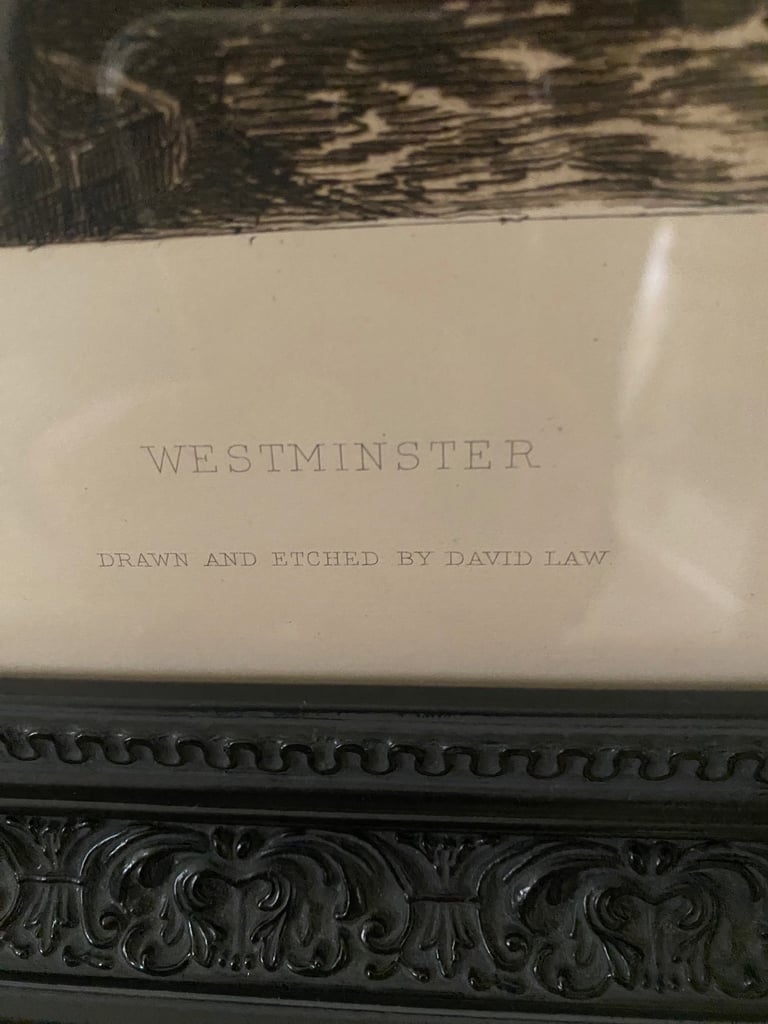 WESTMINSTER
DRAWN AND ETCHED BY DAVID LAW.